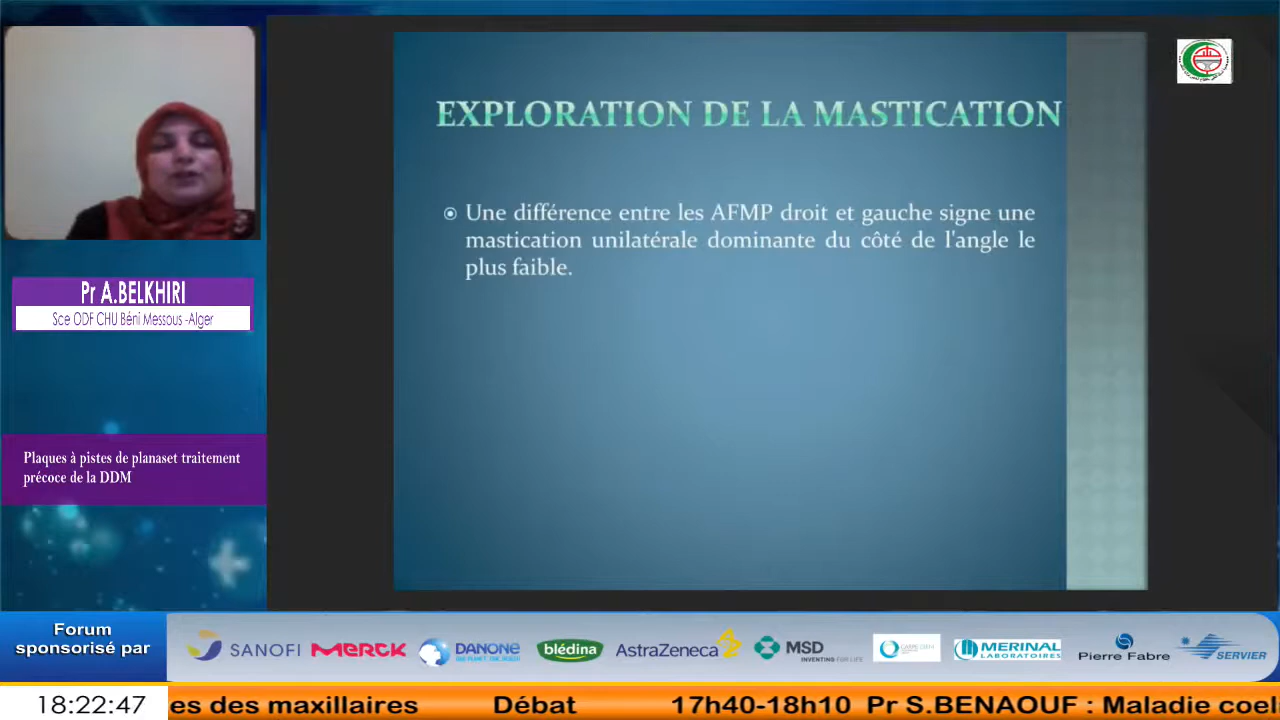 EXPLORATION DE LA MASTICATION
Une différence entre les AFMP droit et gauche signe une
mastication unilatérale dominante du côté de l'angle le
plus faible.
Pr A.BELKHIRI
Sce ODF CHU Béni Messous -Alger
Plaques à pistes de planaset traitement
précoce de la DDM
Forum
sponsorisé par
SANOFI
MERCK
DANONE
blédina
AstraZeneca
MSD
INVENTING FOR LIFE
MERINAL
LABORATOIRES
Pierre Fabre
SERVIER
18:22:47
es des maxillaires Débat 17h40-18h10 Pr S.BENAOUF : Maladie coel